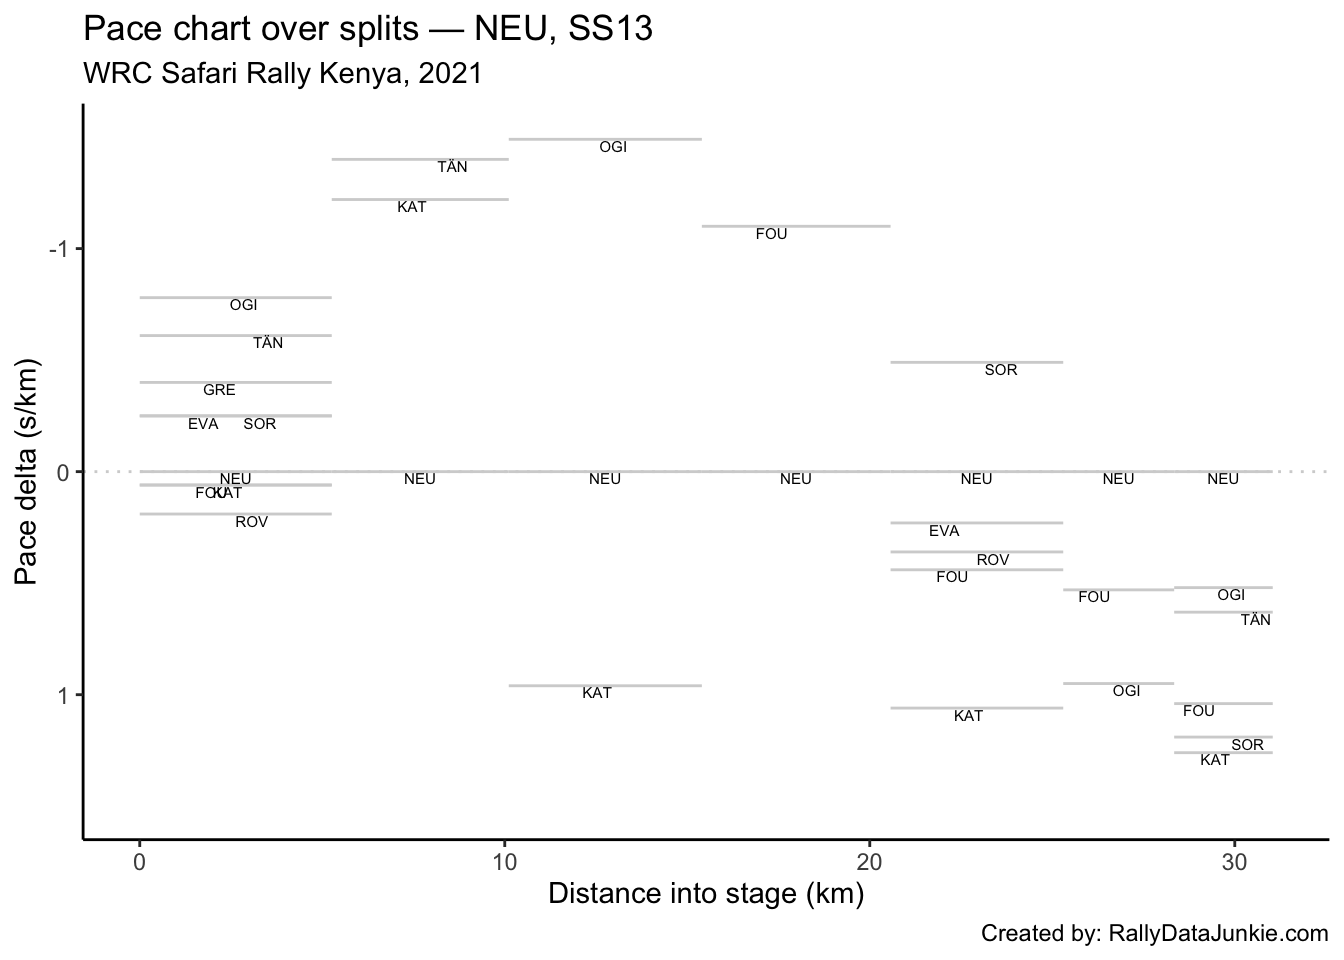 Pace chart over splits — NEU, SS13
WRC Safari Rally Kenya, 2021
OGI
TÄN
KAT
FOU
-1
OGI
TÄN
SOR
GRE
EVA SOR
0
NEU NEU NEU NEU NEU NEU NEU
FOU KAT
ROV
EVA
ROV
FOU
FOU OGI
TÄN
1
KAT
OGI
KAT
FOU
SOR
KAT
Pace delta (s/km)
0 10 20 30
Distance into stage (km)
Created by: RallyDataJunkie.com